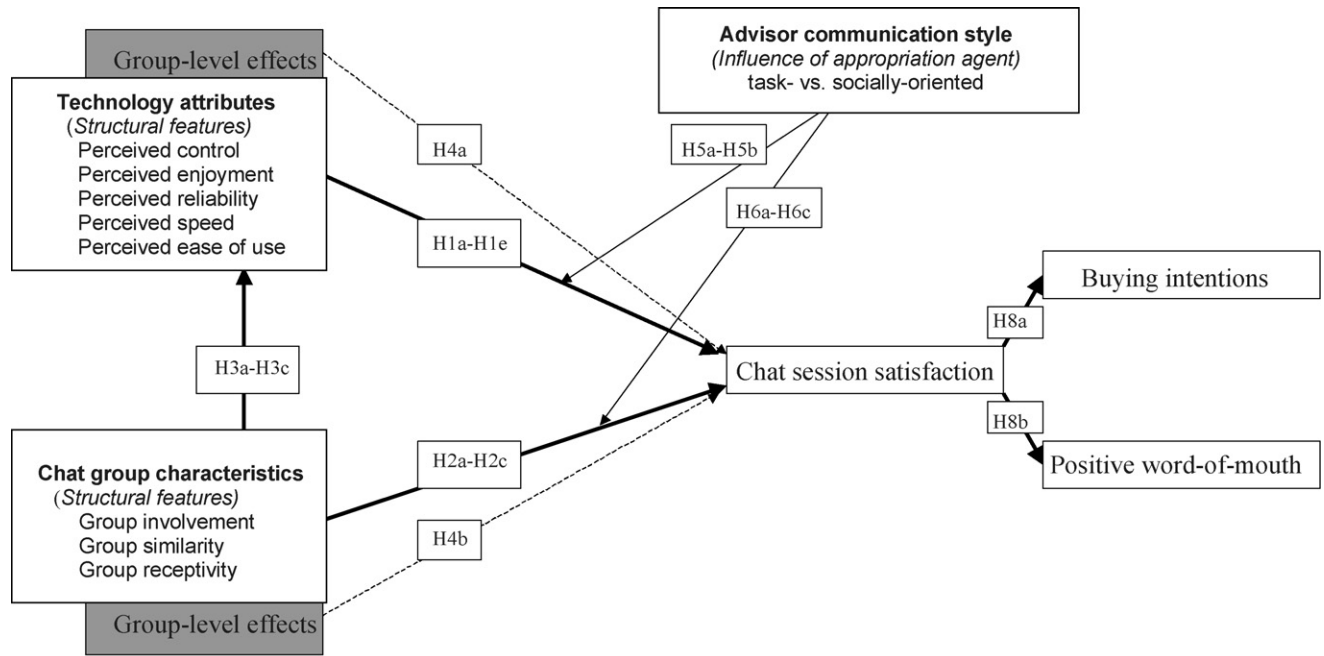 Group-level effects
Technology attributes
(Structural features)
Perceived control
Perceived enjoyment
Perceived reliability
Perceived speed
Perceived ease of use
Advisor communication style
(Influence of appropriation agent)
task- vs. socially-oriented
H4a
H5a-H5b
H6a-H6c
H1a-H1e
Buying intentions
H8a
H3a-H3c
Chat session satisfaction
H8b
Chat group characteristics
(Structural features)
Group involvement
Group similarity
Group receptivity
H2a-H2c
Positive word-of-mouth
H4b
Group-level effects